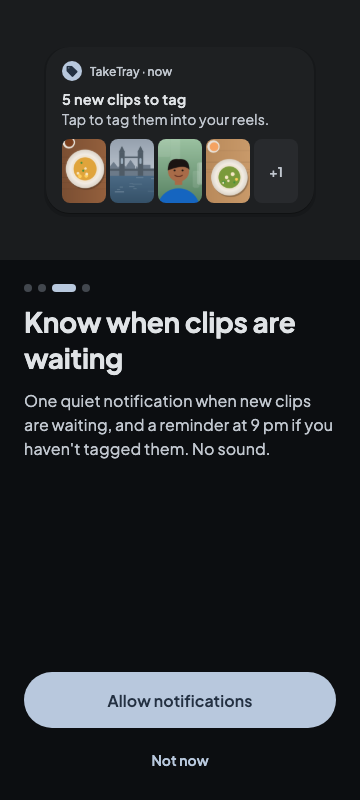 TakeTray · now
5 new clips to tag
Tap to tag them into your reels.
+1
Know when clips are
waiting
One quiet notification when new clips
are waiting, and a reminder at 9 pm if you
haven't tagged them. No sound.
Allow notifications
Not now